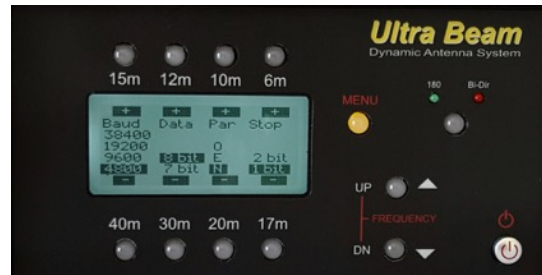 Ultra Beam
Dynamic Antenna System
15m 12m 10m 6m
MENU
180 Bi-Dir
+ + + +
Baud Data Par Stop
38400
19200 O
9600 8 bit E 2 bit
4800 7 bit N 1 bit
- - - -
UP
FREQUENCY
DN
40m 30m 20m 17m